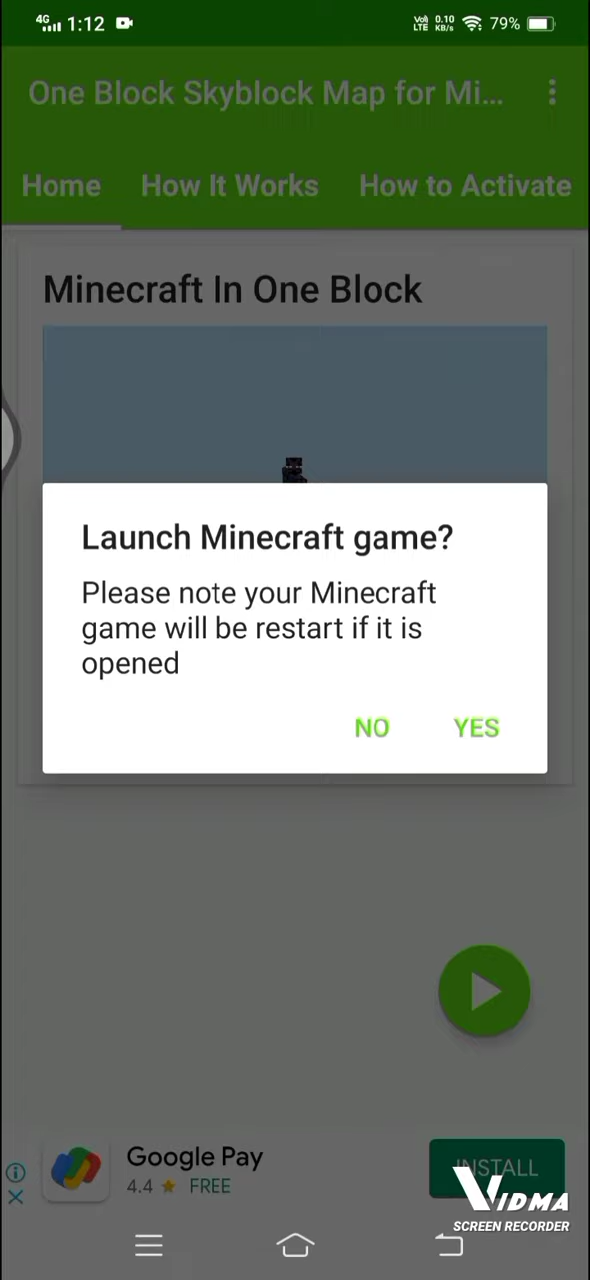 4G 1:12 Vo) LTE 0.10 KB/s 79%
One Block Skyblock Map for Mi...
Home How It Works How to Activate
Minecraft In One Block
Launch Minecraft game?
Please note your Minecraft
game will be restart if it is
opened
NO YES
Google Pay
4.4 ★ FREE
INSTALL
VIDMA
SCREEN RECORDER